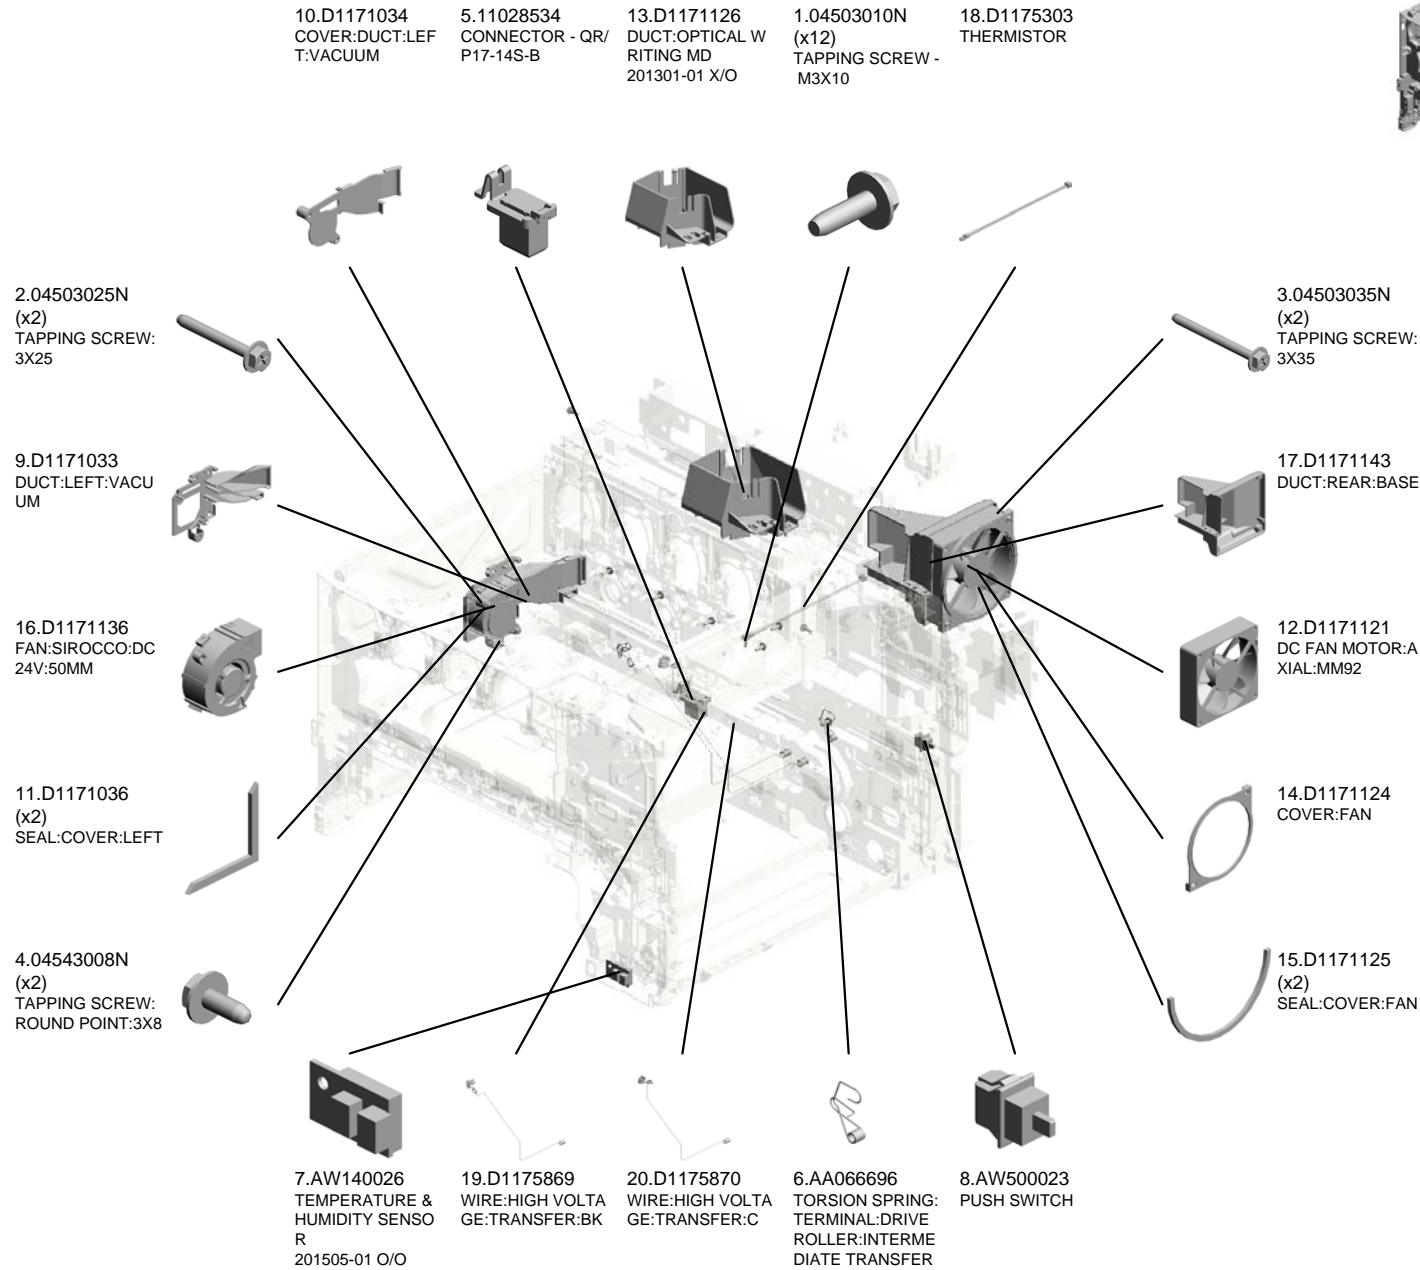 10.D1171034
COVER:DUCT:LEF
T:VACUUM
5.11028534
CONNECTOR - QR/
P17-14S-B
13.D1171126
DUCT:OPTICAL W
RITING MD
201301-01 X/O
1.04503010N
(x12)
TAPPING SCREW -
M3X10
18.D1175303
THERMISTOR
2.04503025N
(x2)
TAPPING SCREW:
3X25
3.04503035N
(x2)
TAPPING SCREW:
3X35
9.D1171033
DUCT:LEFT:VACU
UM
17.D1171143
DUCT:REAR:BASE
16.D1171136
FAN:SIROCCO:DC
24V:50MM
12.D1171121
DC FAN MOTOR:A
XIAL:MM92
11.D1171036
(x2)
SEAL:COVER:LEFT
14.D1171124
COVER:FAN
4.04543008N
(x2)
TAPPING SCREW:
ROUND POINT:3X8
15.D1171125
(x2)
SEAL:COVER:FAN
7.AW140026
TEMPERATURE &
HUMIDITY SENSO
R
201505-01 O/O
19.D1175869
WIRE:HIGH VOLTA
GE:TRANSFER:BK
20.D1175870
WIRE:HIGH VOLTA
GE:TRANSFER:C
6.AA066696
TORSION SPRING:
TERMINAL:DRIVE
ROLLER:INTERME
DIATE TRANSFER
8.AW500023
PUSH SWITCH